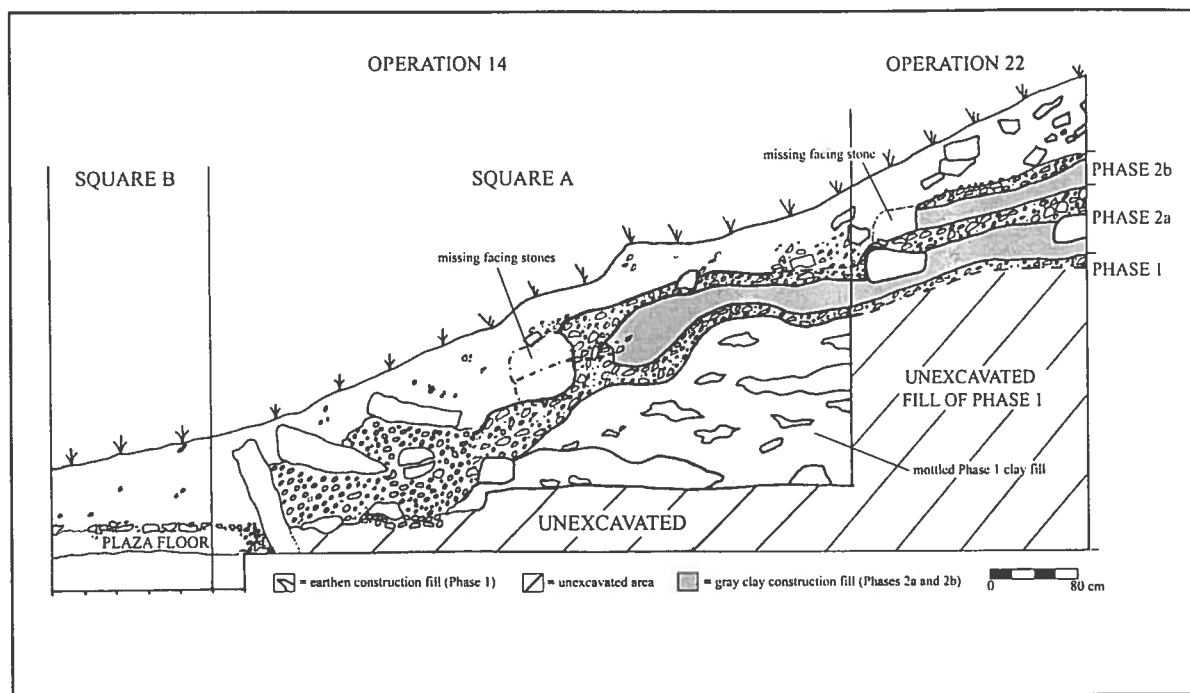 OPERATION 14
OPERATION 22
SQUARE B
SQUARE A
missing facing stone
PHASE 2b
PHASE 2a
PHASE 1
missing facing stones
UNEXCAVATED
FILL OF PHASE 1
mottled Phase 1 clay fill
UNEXCAVATED
PLAZA FLOOR
= earthen construction fill (Phase 1)
= unexcavated area
= gray clay construction fill (Phases 2a and 2b)
0 80 cm